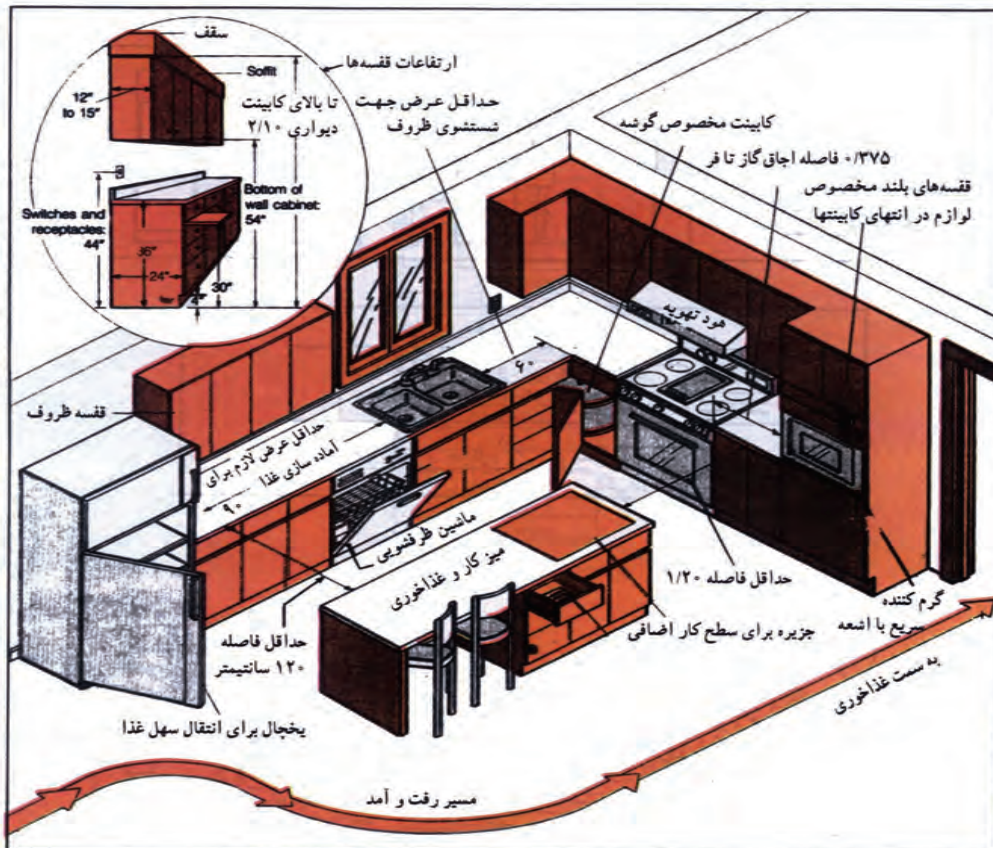 سقف
Soffit
12"
to 15"
ارتفاعات قفسه‌ها
تا بالای کابینت
دیواری ۲/۱۰
Switches and
receptacles:
44"
Bottom of
wall cabinet:
54"
36"
24"
30"
4"
حداقل عرض جهت
شستشوی ظروف
کابینت مخصوص گوشه
۰/۳۷۵ فاصله اجاق گاز تا فر
قفسه‌های بلند مخصوص
لوازم در انتهای کابینتها
هود تهویه
۶۰
قفسه ظروف
حداقل عرض لازم برای
آماده سازی غذا
۹۰
ماشین ظرفشویی
میز کار و غذاخوری
حداقل فاصله ۱/۲۰
جزیره برای سطح کار اضافی
گرم کننده
سریع با اشعه
حداقل فاصله
۱۲۰ سانتیمتر
یخچال برای انتقال سهل غذا
به سمت غذاخوری
مسیر رفت و آمد